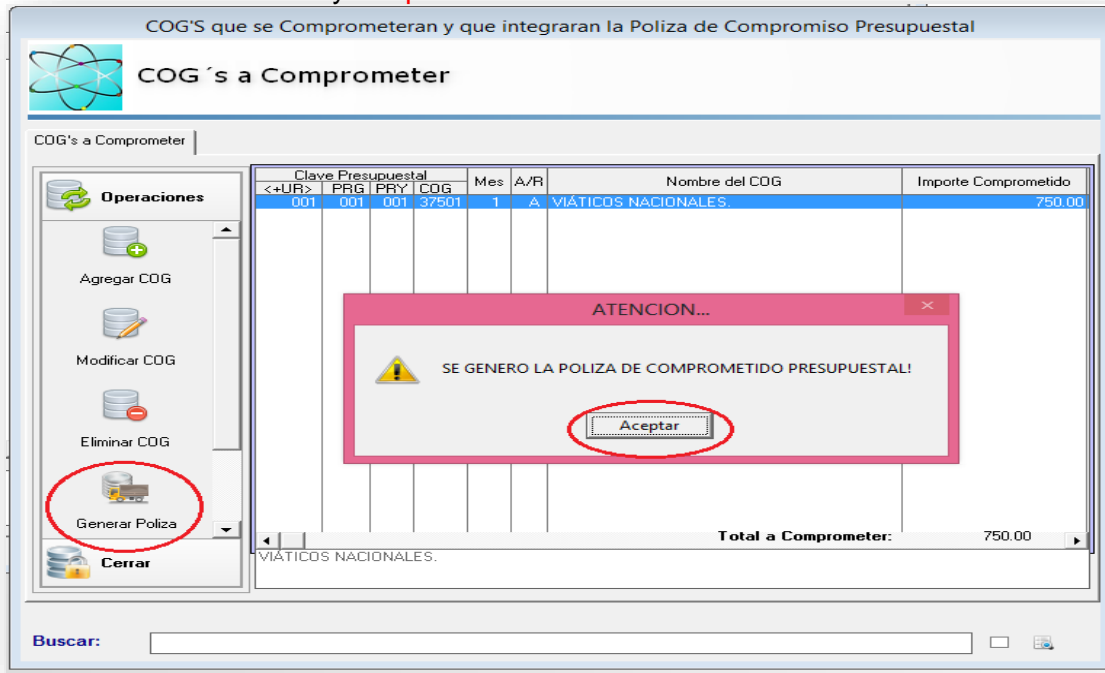 COG'S que se Comprometeran y que integraran la Poliza de Compromiso Presupuestal
COG´s a Comprometer
COG's a Comprometer
Operaciones
Agregar COG
Modificar COG
Eliminar COG
Generar Poliza
Cerrar
Clave Presupuestal Mes A/R Nombre del COG Importe Comprometido
<+UR> PRG PRY COG
001 001 001 37501 1 A VIÁTICOS NACIONALES. 750.00
ATENCION...
SE GENERO LA POLIZA DE COMPROMETIDO PRESUPUESTAL!
Aceptar
Total a Comprometer: 750.00
VIÁTICOS NACIONALES.
Buscar: